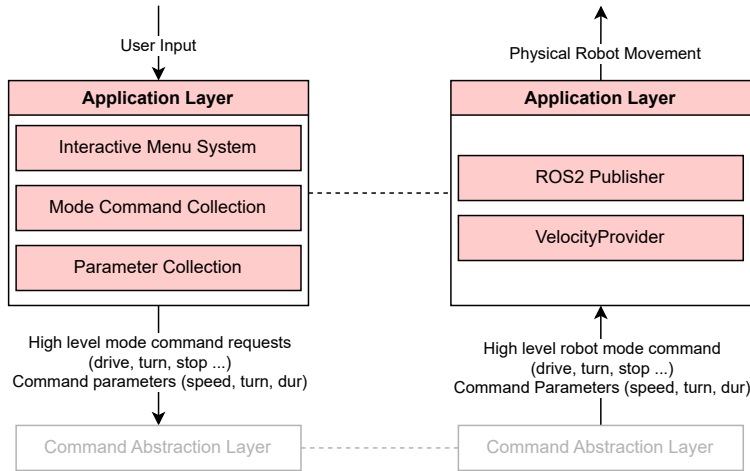 User Input
Application Layer
Interactive Menu System
Mode Command Collection
Parameter Collection
High level mode command requests
(drive, turn, stop ...)
Command parameters (speed, turn, dur)
Command Abstraction Layer
Physical Robot Movement
Application Layer
ROS2 Publisher
VelocityProvider
High level robot mode command
(drive, turn, stop ...)
Command Parameters (speed, turn, dur)
Command Abstraction Layer